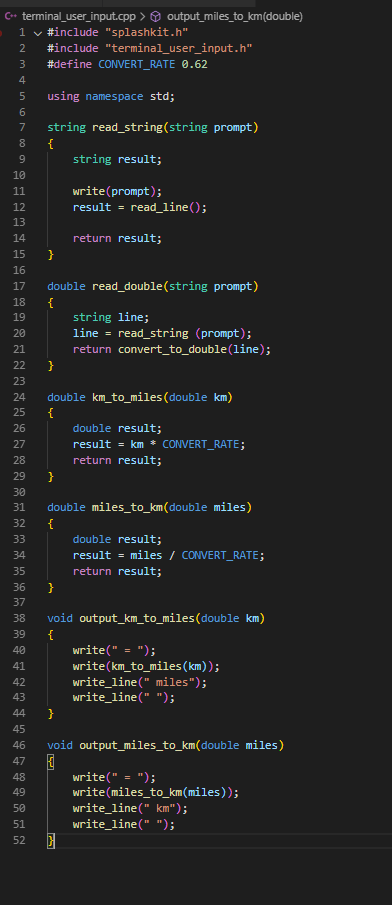 terminal_user_input.cpp > output_miles_to_km(double)
1 #include "splashkit.h"
2 #include "terminal_user_input.h"
3 #define CONVERT_RATE 0.62
4
5 using namespace std;
6
7 string read_string(string prompt)
8 {
9     string result;
10
11     write(prompt);
12     result = read_line();
13
14     return result;
15 }
16
17 double read_double(string prompt)
18 {
19     string line;
20     line = read_string (prompt);
21     return convert_to_double(line);
22 }
23
24 double km_to_miles(double km)
25 {
26     double result;
27     result = km * CONVERT_RATE;
28     return result;
29 }
30
31 double miles_to_km(double miles)
32 {
33     double result;
34     result = miles / CONVERT_RATE;
35     return result;
36 }
37
38 void output_km_to_miles(double km)
39 {
40     write(" = ");
41     write(km_to_miles(km));
42     write_line(" miles");
43     write_line(" ");
44 }
45
46 void output_miles_to_km(double miles)
47 {
48     write(" = ");
49     write(miles_to_km(miles));
50     write_line(" km");
51     write_line(" ");
52 }